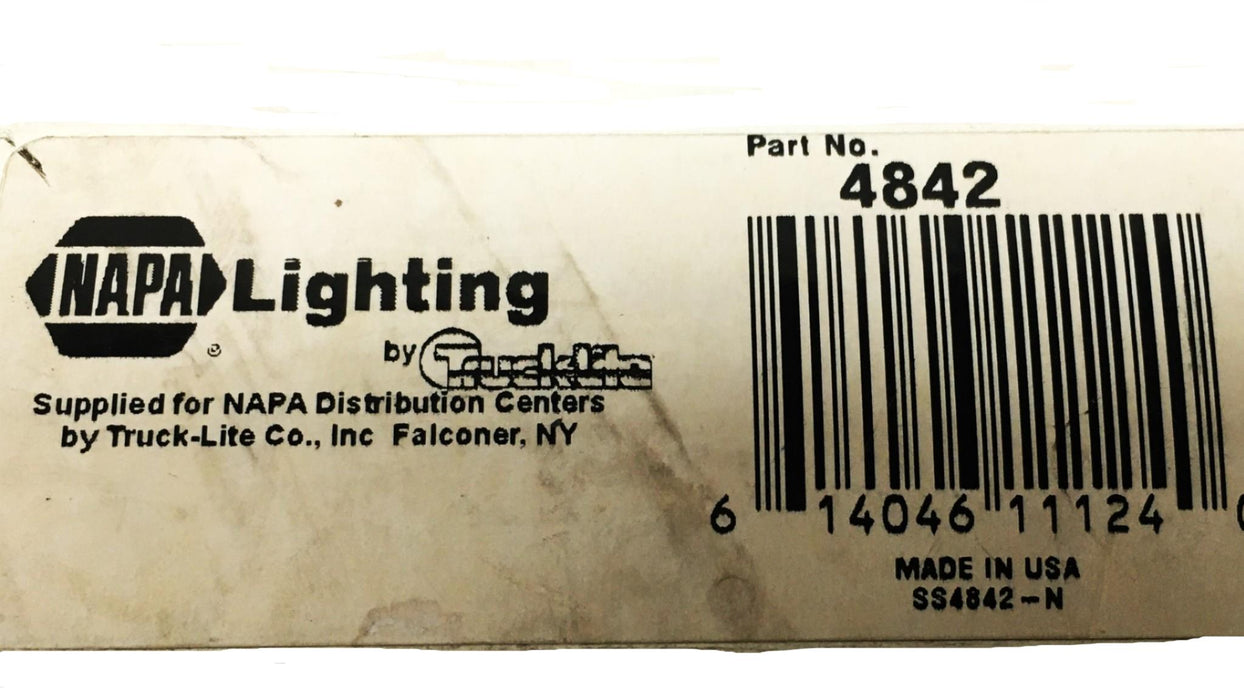 NAPA Lighting
by Truck-Lite
Supplied for NAPA Distribution Centers
by Truck-Lite Co., Inc Falconer, NY
Part No.
4842
6 14046 11124
MADE IN USA
SS4842-N